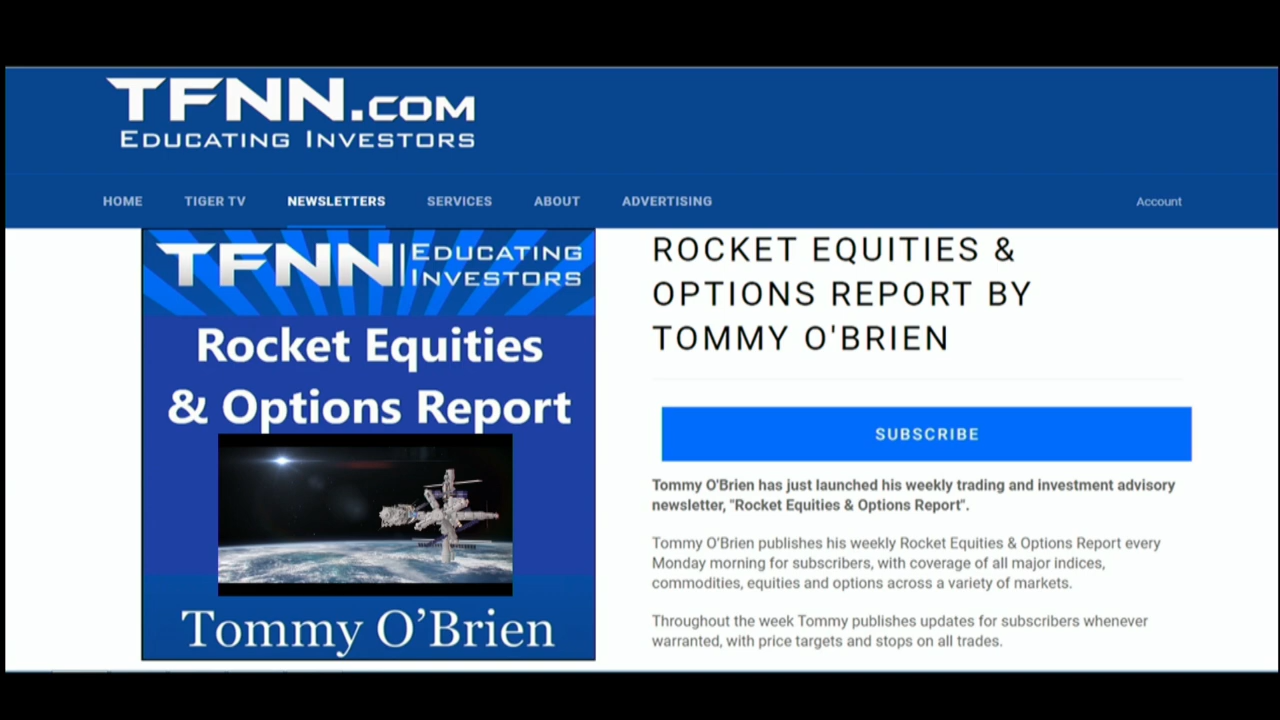 TFNN.COM
EDUCATING INVESTORS
HOME TIGER TV NEWSLETTERS SERVICES ABOUT ADVERTISING Account
TFNN EDUCATING
INVESTORS
Rocket Equities
& Options Report
Tommy O’Brien
ROCKET EQUITIES &
OPTIONS REPORT BY
TOMMY O'BRIEN
SUBSCRIBE
Tommy O'Brien has just launched his weekly trading and investment advisory
newsletter, "Rocket Equities & Options Report".
Tommy O'Brien publishes his weekly Rocket Equities & Options Report every
Monday morning for subscribers, with coverage of all major indices,
commodities, equities and options across a variety of markets.
Throughout the week Tommy publishes updates for subscribers whenever
warranted, with price targets and stops on all trades.